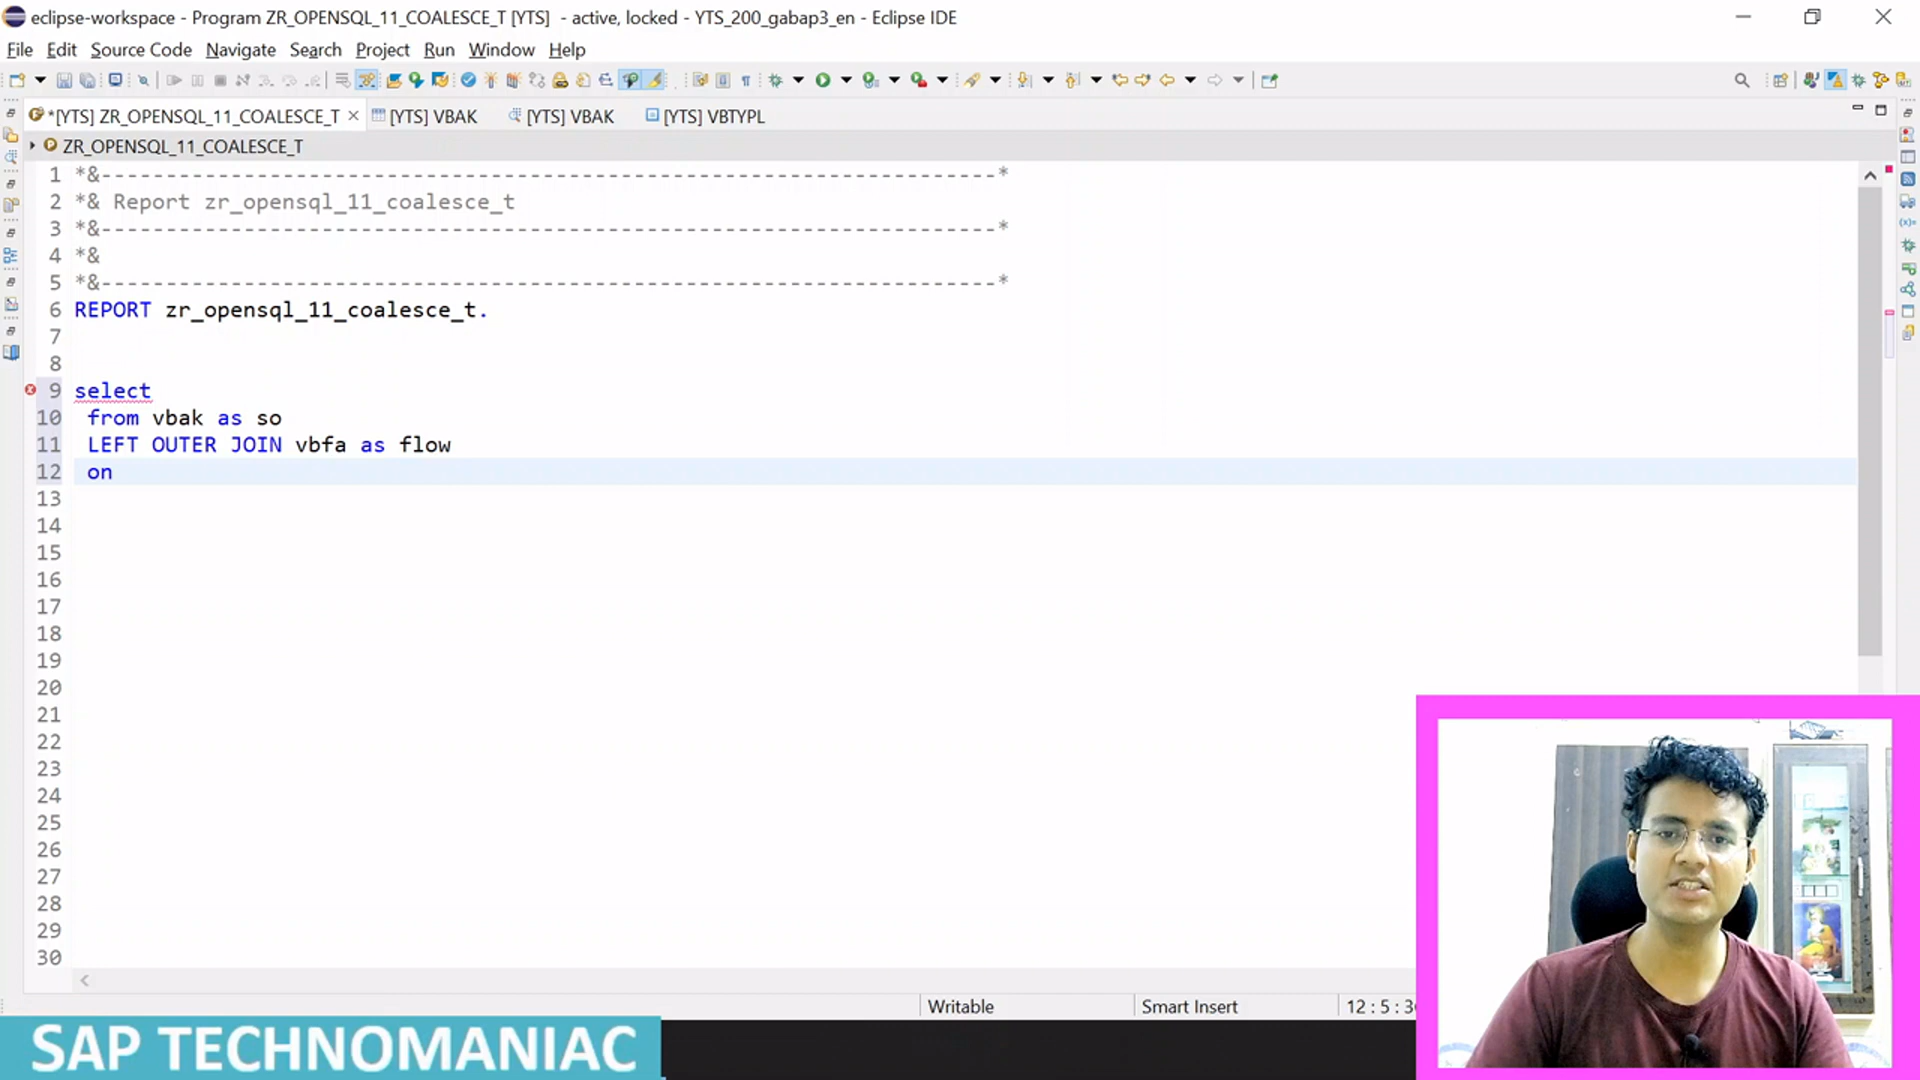 eclipse-workspace - Program ZR_OPENSQL_11_COALESCE_T [YTS]  - active, locked - YTS_200_gabap3_en - Eclipse IDE
File Edit Source Code Navigate Search Project Run Window Help
*[YTS] ZR_OPENSQL_11_COALESCE_T [YTS] VBAK [YTS] VBAK [YTS] VBTYPL
ZR_OPENSQL_11_COALESCE_T
1 *&---------------------------------------------------------------------*
2 *& Report zr_opensql_11_coalesce_t
3 *&---------------------------------------------------------------------*
4 *&
5 *&---------------------------------------------------------------------*
6 REPORT zr_opensql_11_coalesce_t.
7
8
9 select
10 from vbak as so
11 LEFT OUTER JOIN vbfa as flow
12 on
13
14
15
16
17
18
19
20
21
22
23
24
25
26
27
28
29
30
Writable Smart Insert 12 : 5 :
SAP TECHNOMANIAC